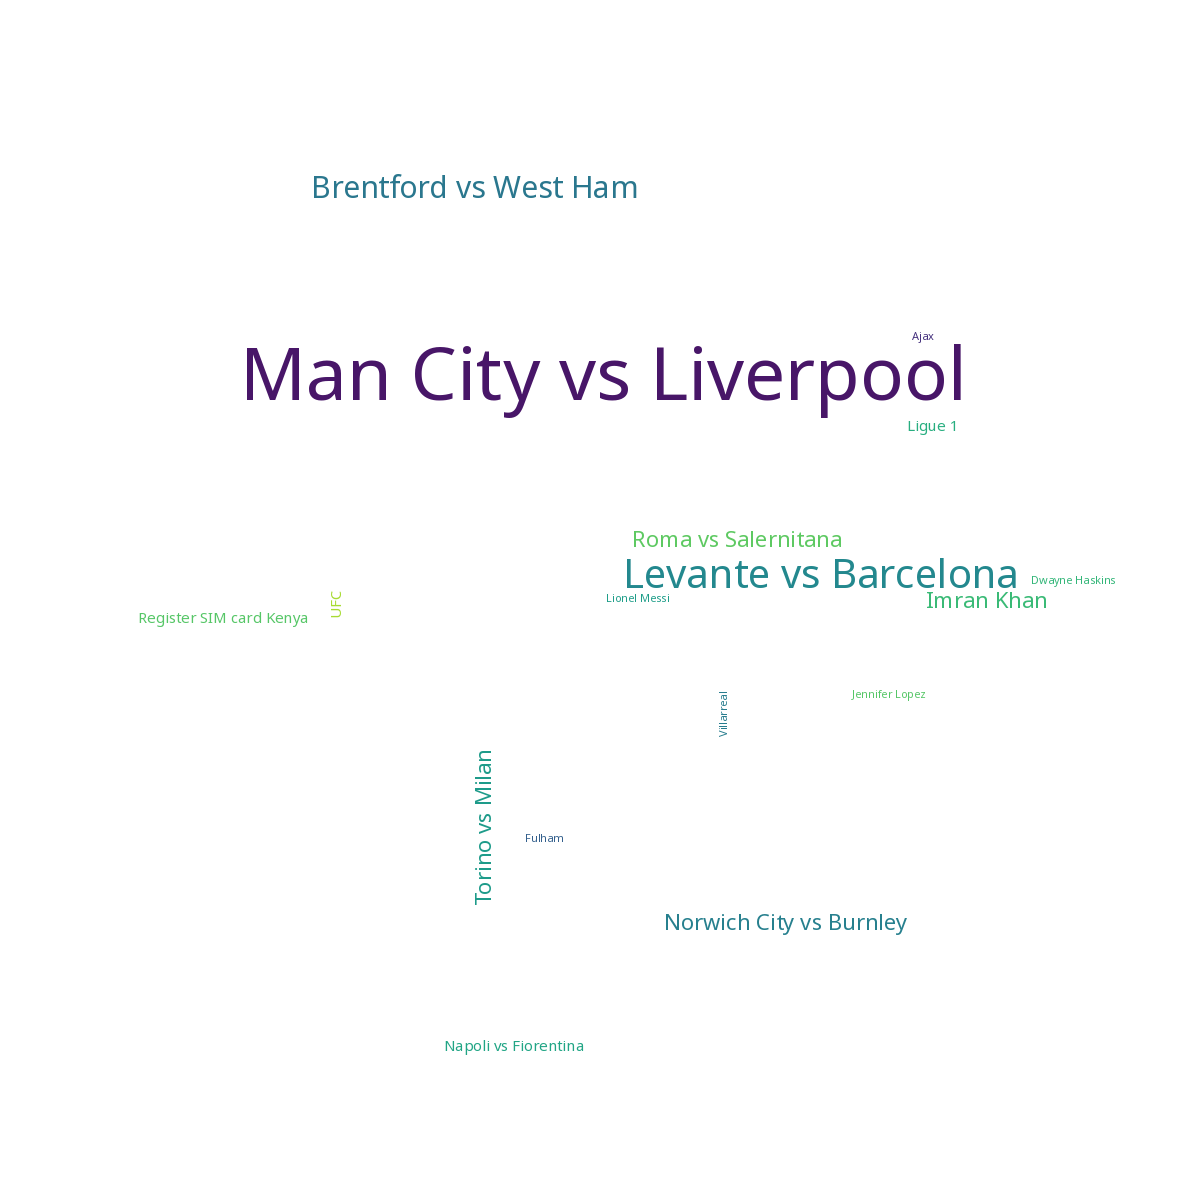 Brentford vs West Ham
Ajax
Man City vs Liverpool
Ligue 1
Roma vs Salernitana
Levante vs Barcelona
Dwayne Haskins
Lionel Messi
Imran Khan
UFC
Register SIM card Kenya
Villarreal
Jennifer Lopez
Torino vs Milan
Fulham
Norwich City vs Burnley
Napoli vs Fiorentina